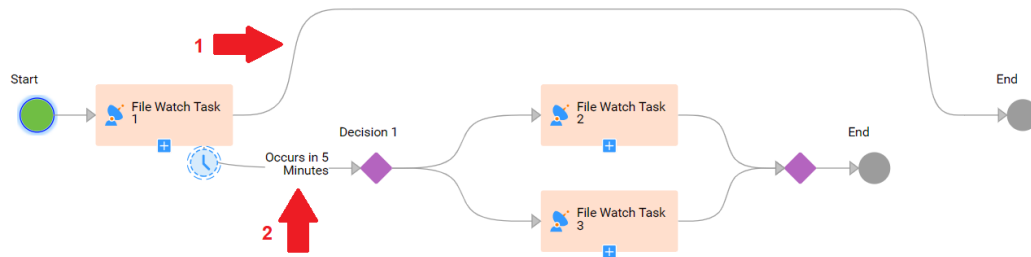 1
Start
File Watch Task
1
End
Decision 1
File Watch Task
2
End
Occurs in 5
Minutes
File Watch Task
3
2